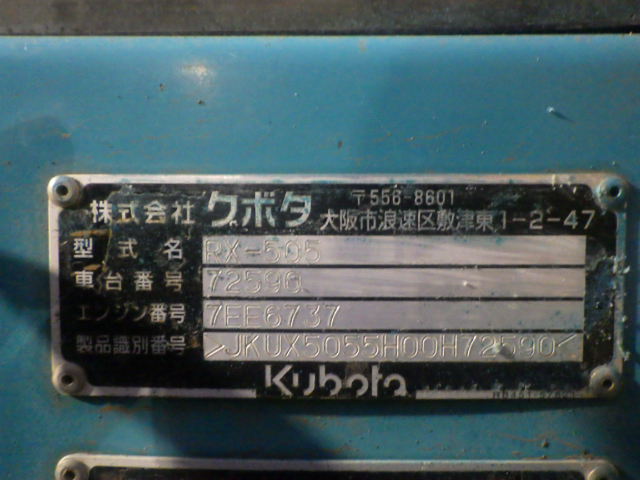 株式会社 クボタ 〒556-8601
大阪市浪速区敷津東1-2-47
型式名 RX-505
車台番号 72590
エンジン番号 7EE6737
製品識別番号 >JKUX5055H00H72590<
Kubota